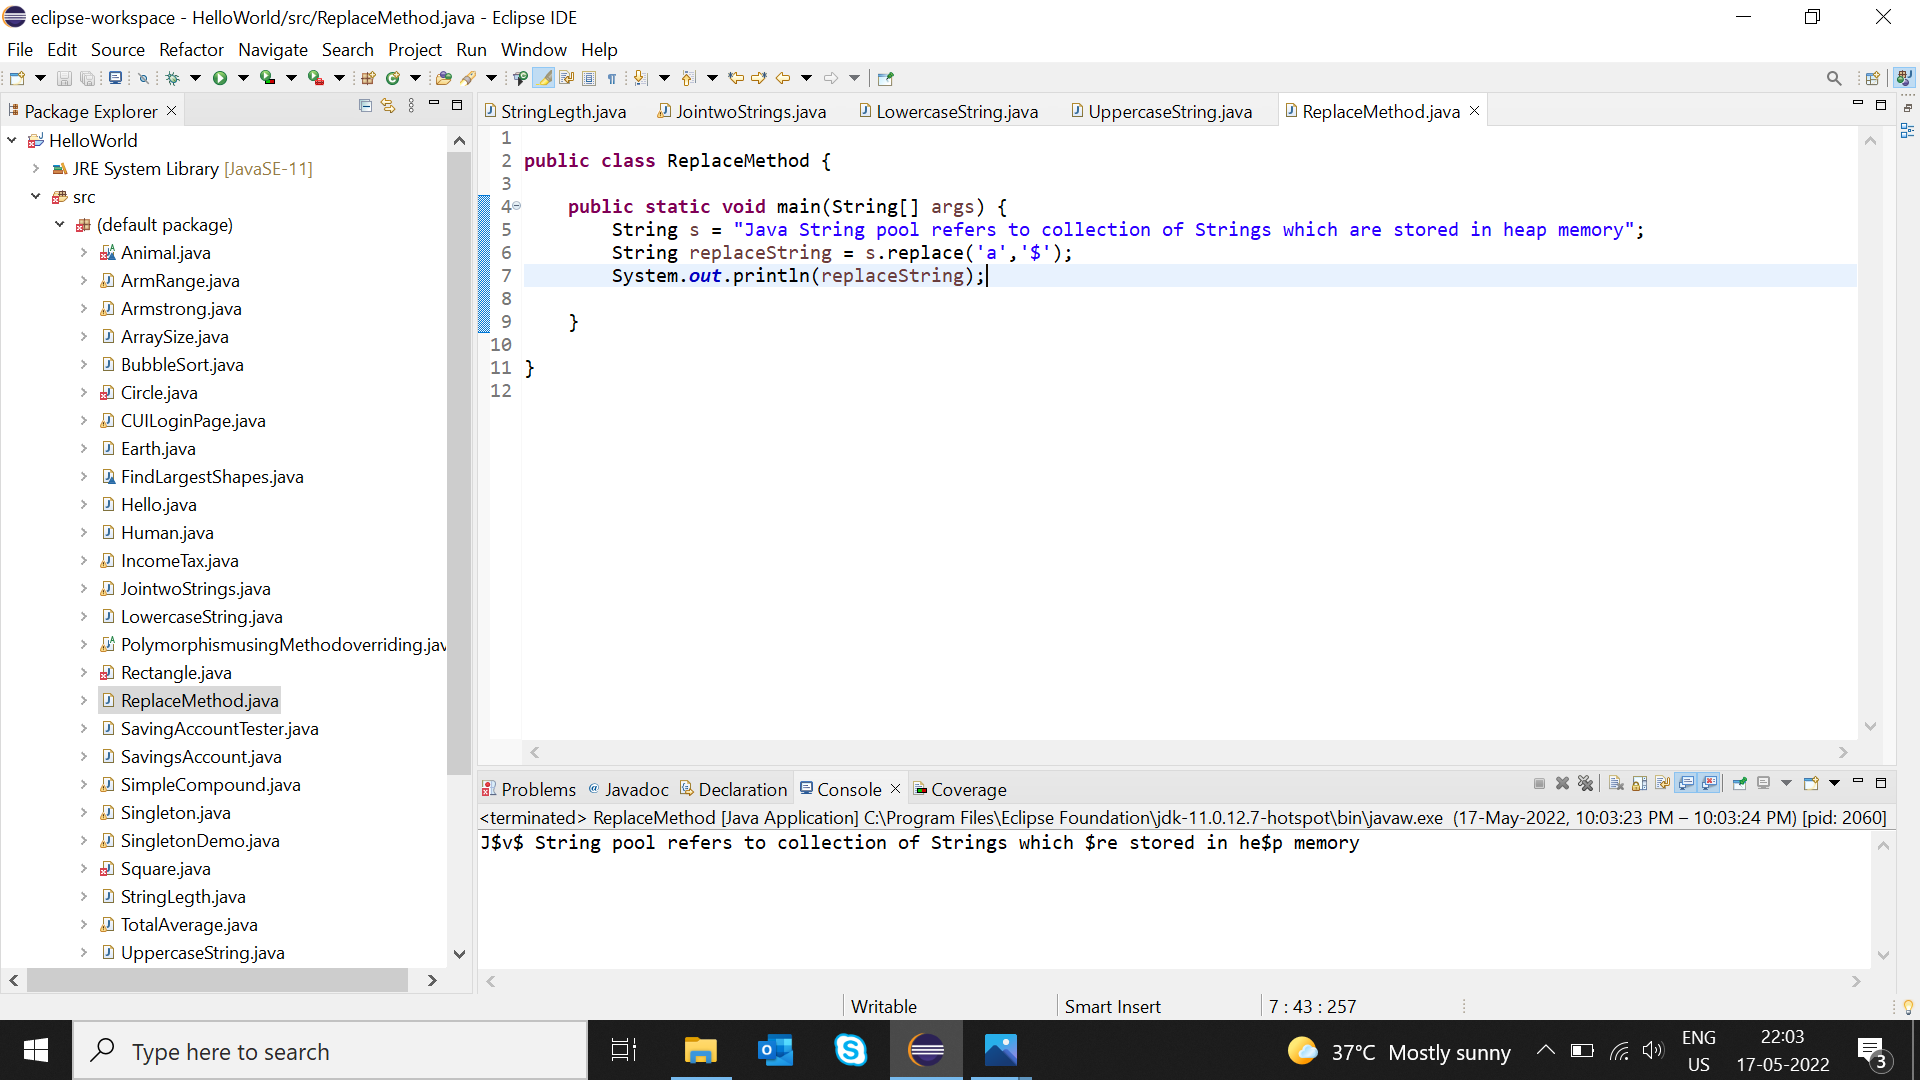 eclipse-workspace - HelloWorld/src/ReplaceMethod.java - Eclipse IDE
File Edit Source Refactor Navigate Search Project Run Window Help
Package Explorer
HelloWorld
JRE System Library [JavaSE-11]
src
(default package)
Animal.java
ArmRange.java
Armstrong.java
ArraySize.java
BubbleSort.java
Circle.java
CUILoginPage.java
Earth.java
FindLargestShapes.java
Hello.java
Human.java
IncomeTax.java
JointwoStrings.java
LowercaseString.java
PolymorphismusingMethodoverriding.jav
Rectangle.java
ReplaceMethod.java
SavingAccountTester.java
SavingsAccount.java
SimpleCompound.java
Singleton.java
SingletonDemo.java
Square.java
StringLegth.java
TotalAverage.java
UppercaseString.java
StringLegth.java JointwoStrings.java LowercaseString.java UppercaseString.java ReplaceMethod.java
1
2 public class ReplaceMethod {
3
4 public static void main(String[] args) {
5 String s = "Java String pool refers to collection of Strings which are stored in heap memory";
6 String replaceString = s.replace('a','$');
7 System.out.println(replaceString);
8
9 }
10
11 }
12
Problems @ Javadoc Declaration Console Coverage
<terminated> ReplaceMethod [Java Application] C:\Program Files\Eclipse Foundation\jdk-11.0.12.7-hotspot\bin\javaw.exe (17-May-2022, 10:03:23 PM – 10:03:24 PM) [pid: 2060]
J$v$ String pool refers to collection of Strings which $re stored in he$p memory
Writable Smart Insert 7 : 43 : 257
Type here to search
37°C Mostly sunny
ENG
US
22:03
17-05-2022
3